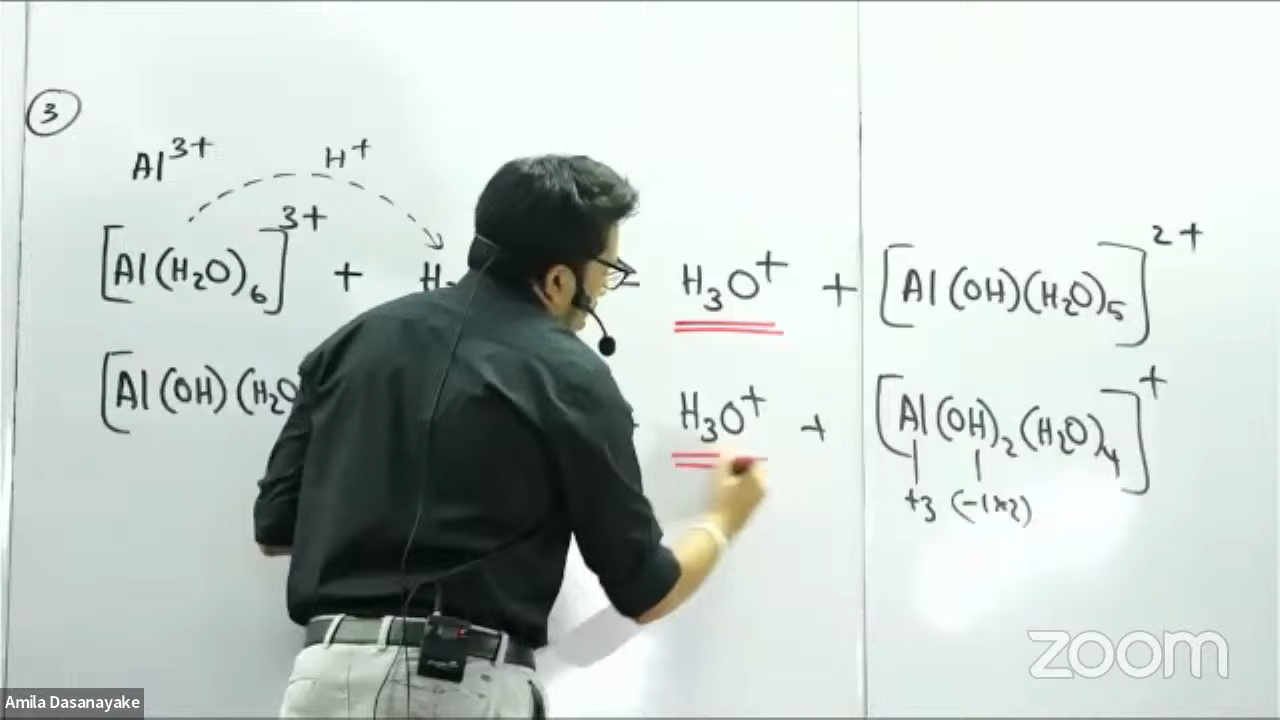 3
Al³⁺ H⁺
[Al(H₂O)₆]³⁺ + H₃O⁺ + [Al(OH)(H₂O)₅]²⁺
[Al(OH)(H₂O H₃O⁺ + [Al(OH)₂(H₂O)₄]⁺
+3 (-1×2)
zoom
Amila Dasanayake